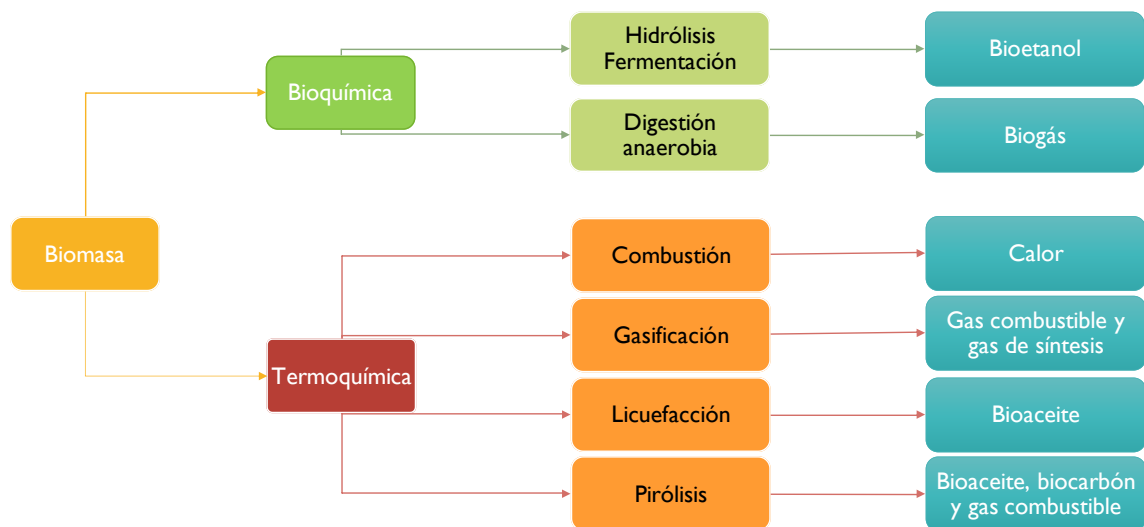 Hidrólisis
Fermentación
Bioetanol
Bioquímica
Digestión
anaerobia
Biogás
Biomasa
Combustión
Calor
Gasificación
Gas combustible y
gas de síntesis
Termoquímica
Licuefacción
Bioaceite
Pirólisis
Bioaceite, biocarbón
y gas combustible